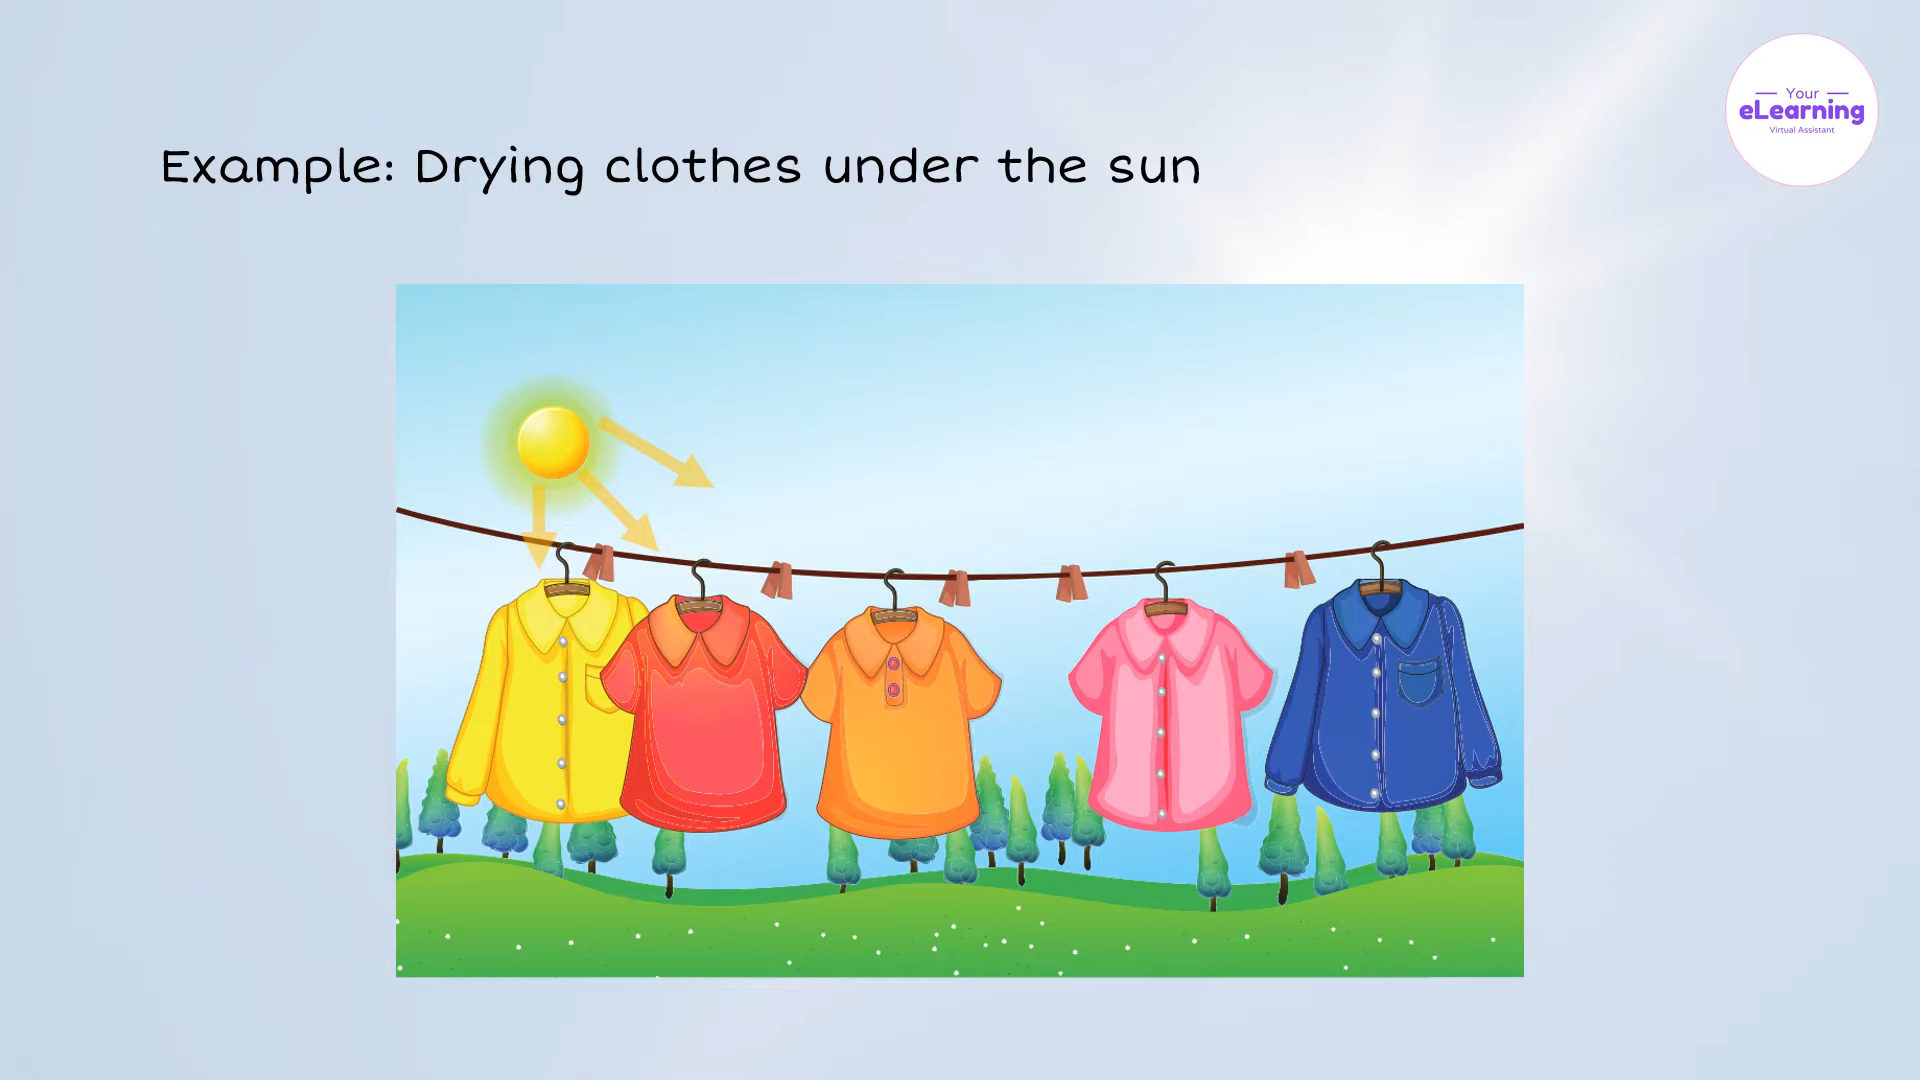 Your
eLearning
Virtual Assistant
Example: Drying clothes under the sun